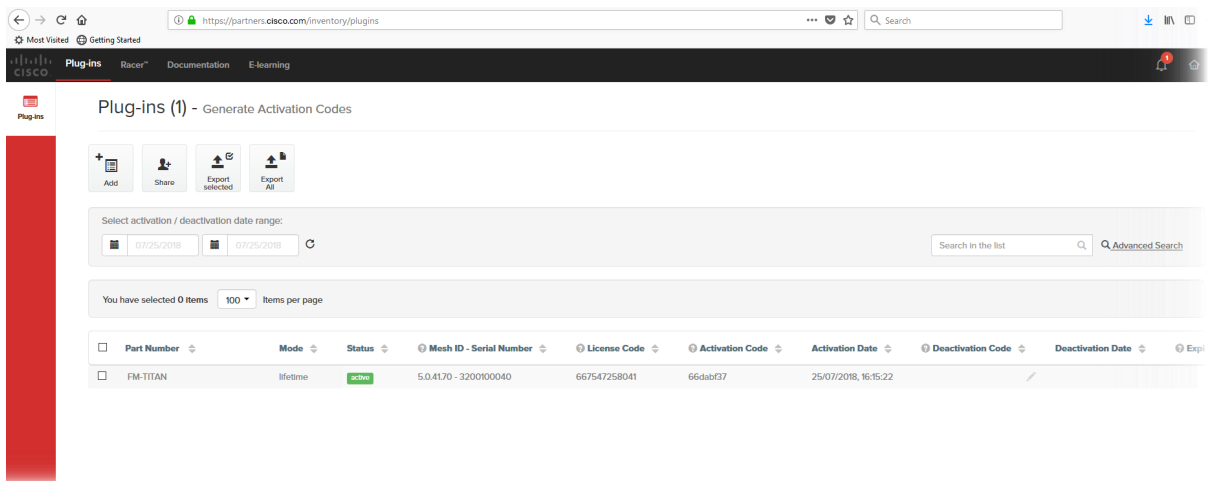 https://partners.cisco.com/inventory/plugins
Search
Most Visited Getting Started
CISCO Plug-ins Racer™ Documentation E-learning 1
Plug-ins
Plug-ins (1) - Generate Activation Codes
Add Share Export selected Export All
Select activation / deactivation date range:
07/25/2018 07/25/2018 Search in the list Advanced Search
You have selected 0 items 100 Items per page
Part Number Mode Status Mesh ID - Serial Number License Code Activation Code Activation Date Deactivation Code Deactivation Date Expi
FM-TITAN lifetime active 5.0.41.70 - 3200100040 667547258041 66dabf37 25/07/2018, 16:15:22